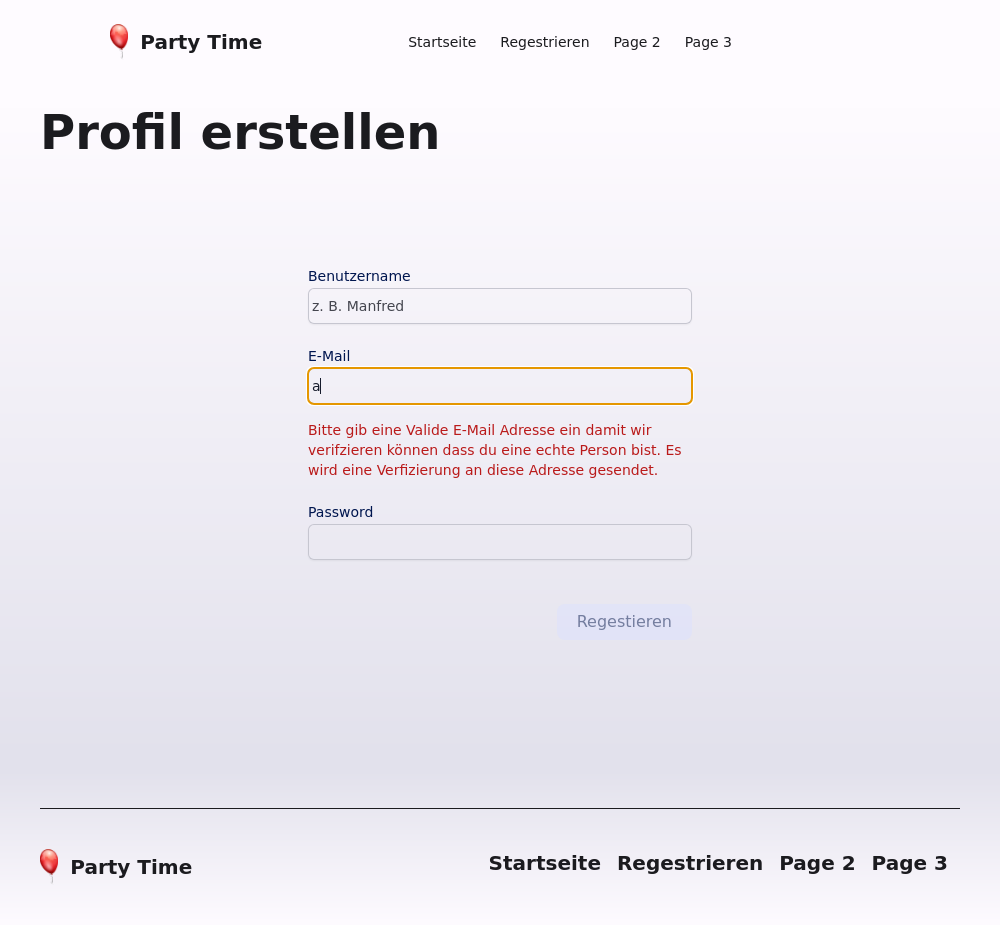 Party Time
Startseite Regestrieren Page 2 Page 3
Profil erstellen
Benutzername
z. B. Manfred
E-Mail
a
Bitte gib eine Valide E-Mail Adresse ein damit wir
verifzieren können dass du eine echte Person bist. Es
wird eine Verfizierung an diese Adresse gesendet.
Password
Regestieren
Party Time
Startseite Regestrieren Page 2 Page 3